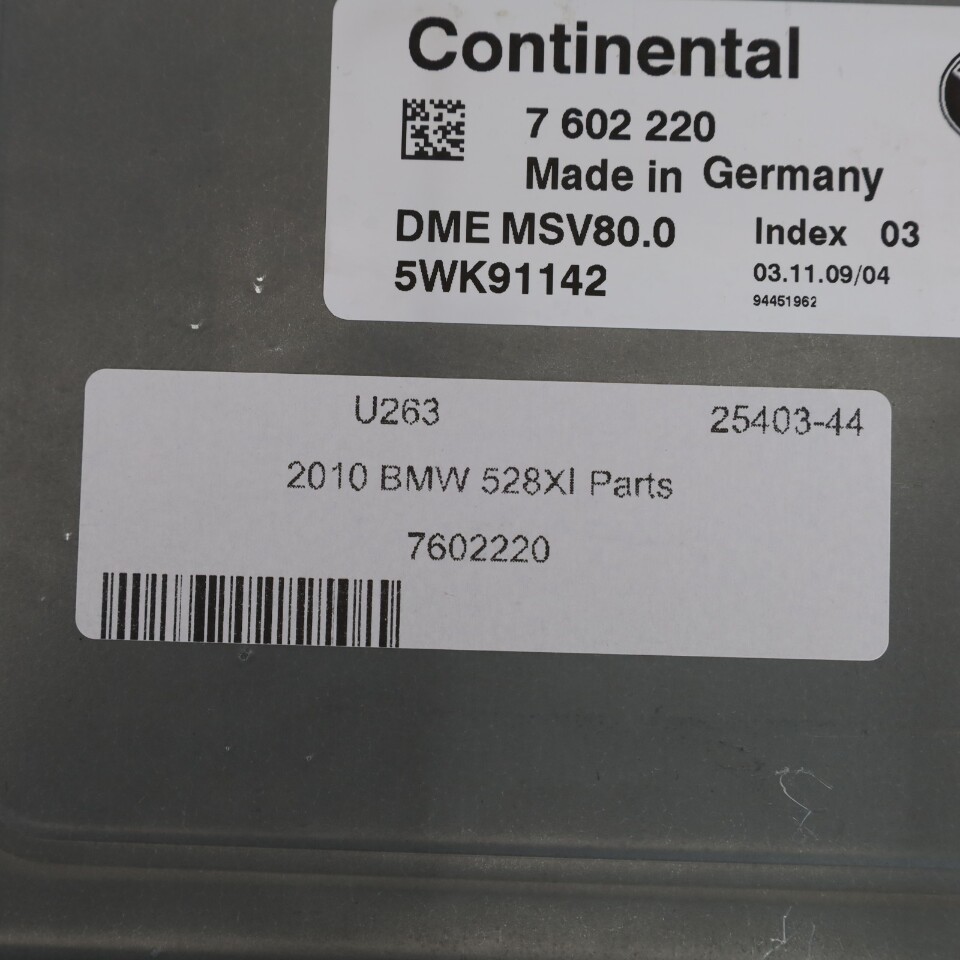 Continental
7 602 220
Made in Germany
DME MSV80.0 Index 03
5WK91142 03.11.09/04
94451962
U263 25403-44
2010 BMW 528XI Parts
7602220